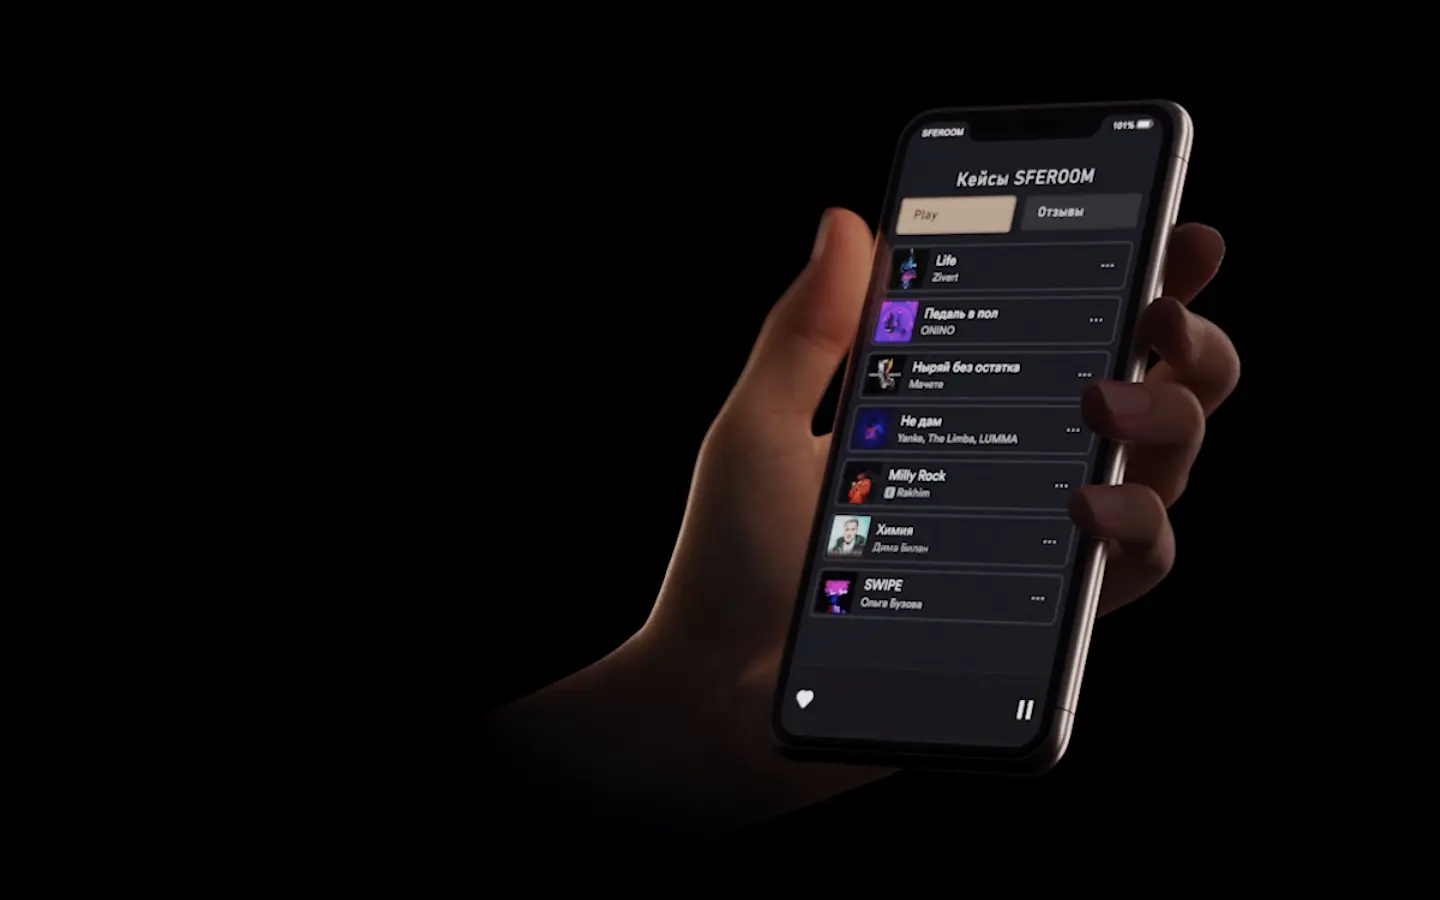 SFEROOM
101%
Кейсы SFEROOM
Play
Отзывы
Life
Zivert
Педаль в пол
ONINO
Ныряй без остатка
Мачете
Не дам
Yanke, The Limba, LUMMA
Milly Rock
E Rakhim
Химия
Дима Билан
SWIPE
Ольга Бузова